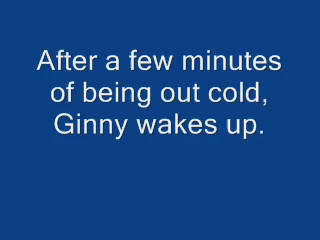 After a few minutes
of being out cold,
Ginny wakes up.